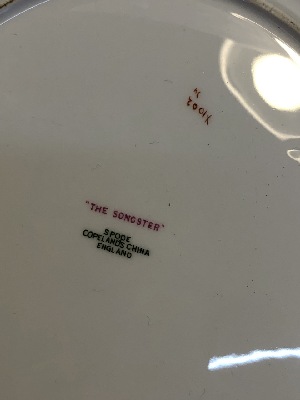 "THE SONGSTER"
SPODE
COPELANDS CHINA
ENGLAND